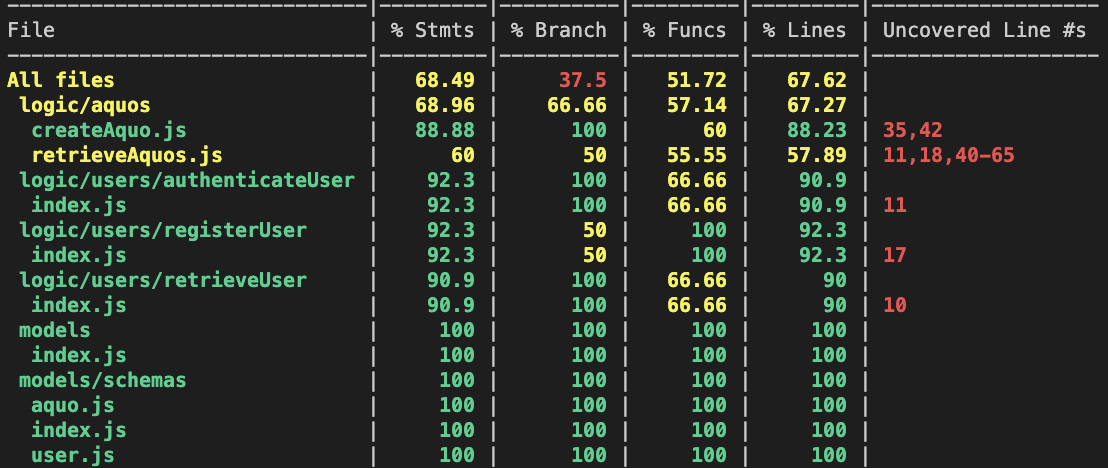 -------------------------------|---------|----------|---------|---------|-------------------
File                           | % Stmts | % Branch | % Funcs | % Lines | Uncovered Line #s
-------------------------------|---------|----------|---------|---------|-------------------
All files                      |   68.49 |     37.5 |   51.72 |   67.62 |
 logic/aquos                   |   68.96 |    66.66 |   57.14 |   67.27 |
  createAquo.js                |   88.88 |      100 |      60 |   88.23 | 35,42
  retrieveAquos.js             |      60 |       50 |   55.55 |   57.89 | 11,18,40-65
 logic/users/authenticateUser  |    92.3 |      100 |   66.66 |    90.9 |
  index.js                     |    92.3 |      100 |   66.66 |    90.9 | 11
 logic/users/registerUser      |    92.3 |       50 |     100 |    92.3 |
  index.js                     |    92.3 |       50 |     100 |    92.3 | 17
 logic/users/retrieveUser      |    90.9 |      100 |   66.66 |      90 |
  index.js                     |    90.9 |      100 |   66.66 |      90 | 10
 models                        |     100 |      100 |     100 |     100 |
  index.js                     |     100 |      100 |     100 |     100 |
 models/schemas                |     100 |      100 |     100 |     100 |
  aquo.js                      |     100 |      100 |     100 |     100 |
  index.js                     |     100 |      100 |     100 |     100 |
  user.js                      |     100 |      100 |     100 |     100 |